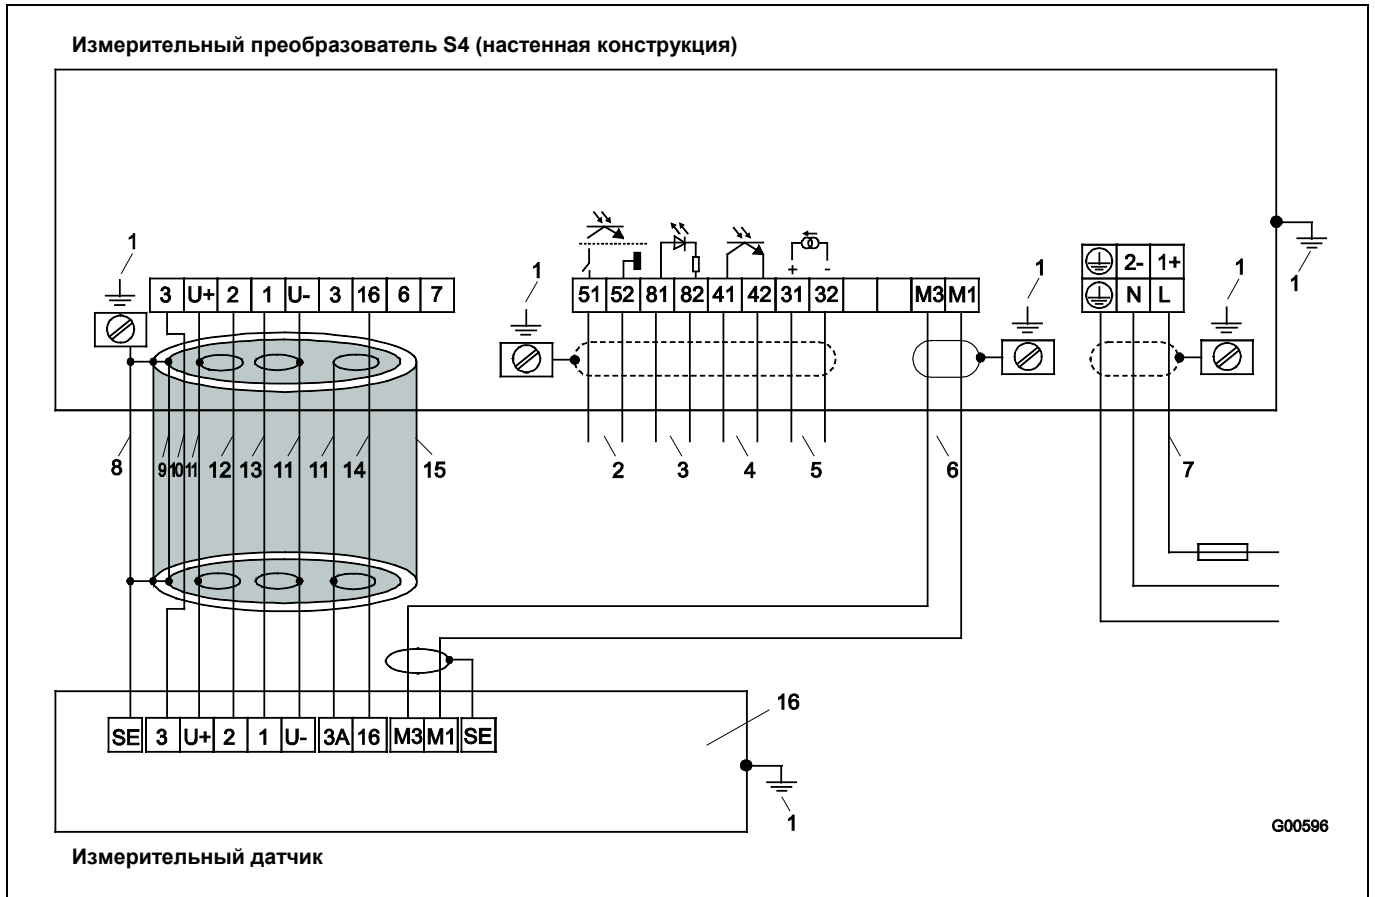 Измерительный преобразователь S4 (настенная конструкция)
1
1
1
1
1
3 U+ 2 1 U- 3 16 6 7
+ -
51 52 81 82 41 42 31 32 M3 M1
2- 1+
N L
8 9 10 11 12 13 11 11 14 15
2 3 4 5 6 7
16
SE 3 U+ 2 1 U- 3A 16 M3 M1 SE
1
G00596
Измерительный датчик